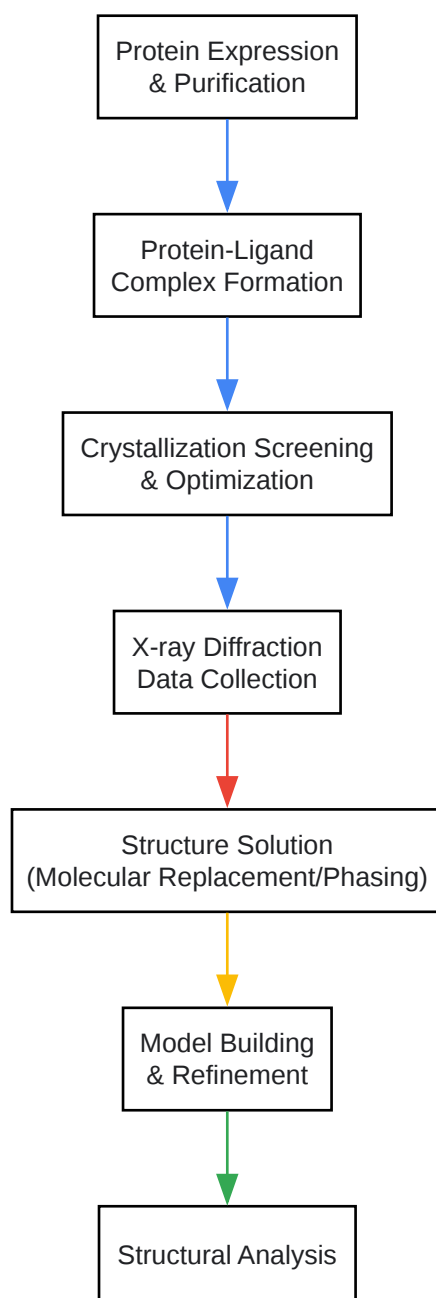 Protein Expression
& Purification
Protein-Ligand
Complex Formation
Crystallization Screening
& Optimization
X-ray Diffraction
Data Collection
Structure Solution
(Molecular Replacement/Phasing)
Model Building
& Refinement
Structural Analysis